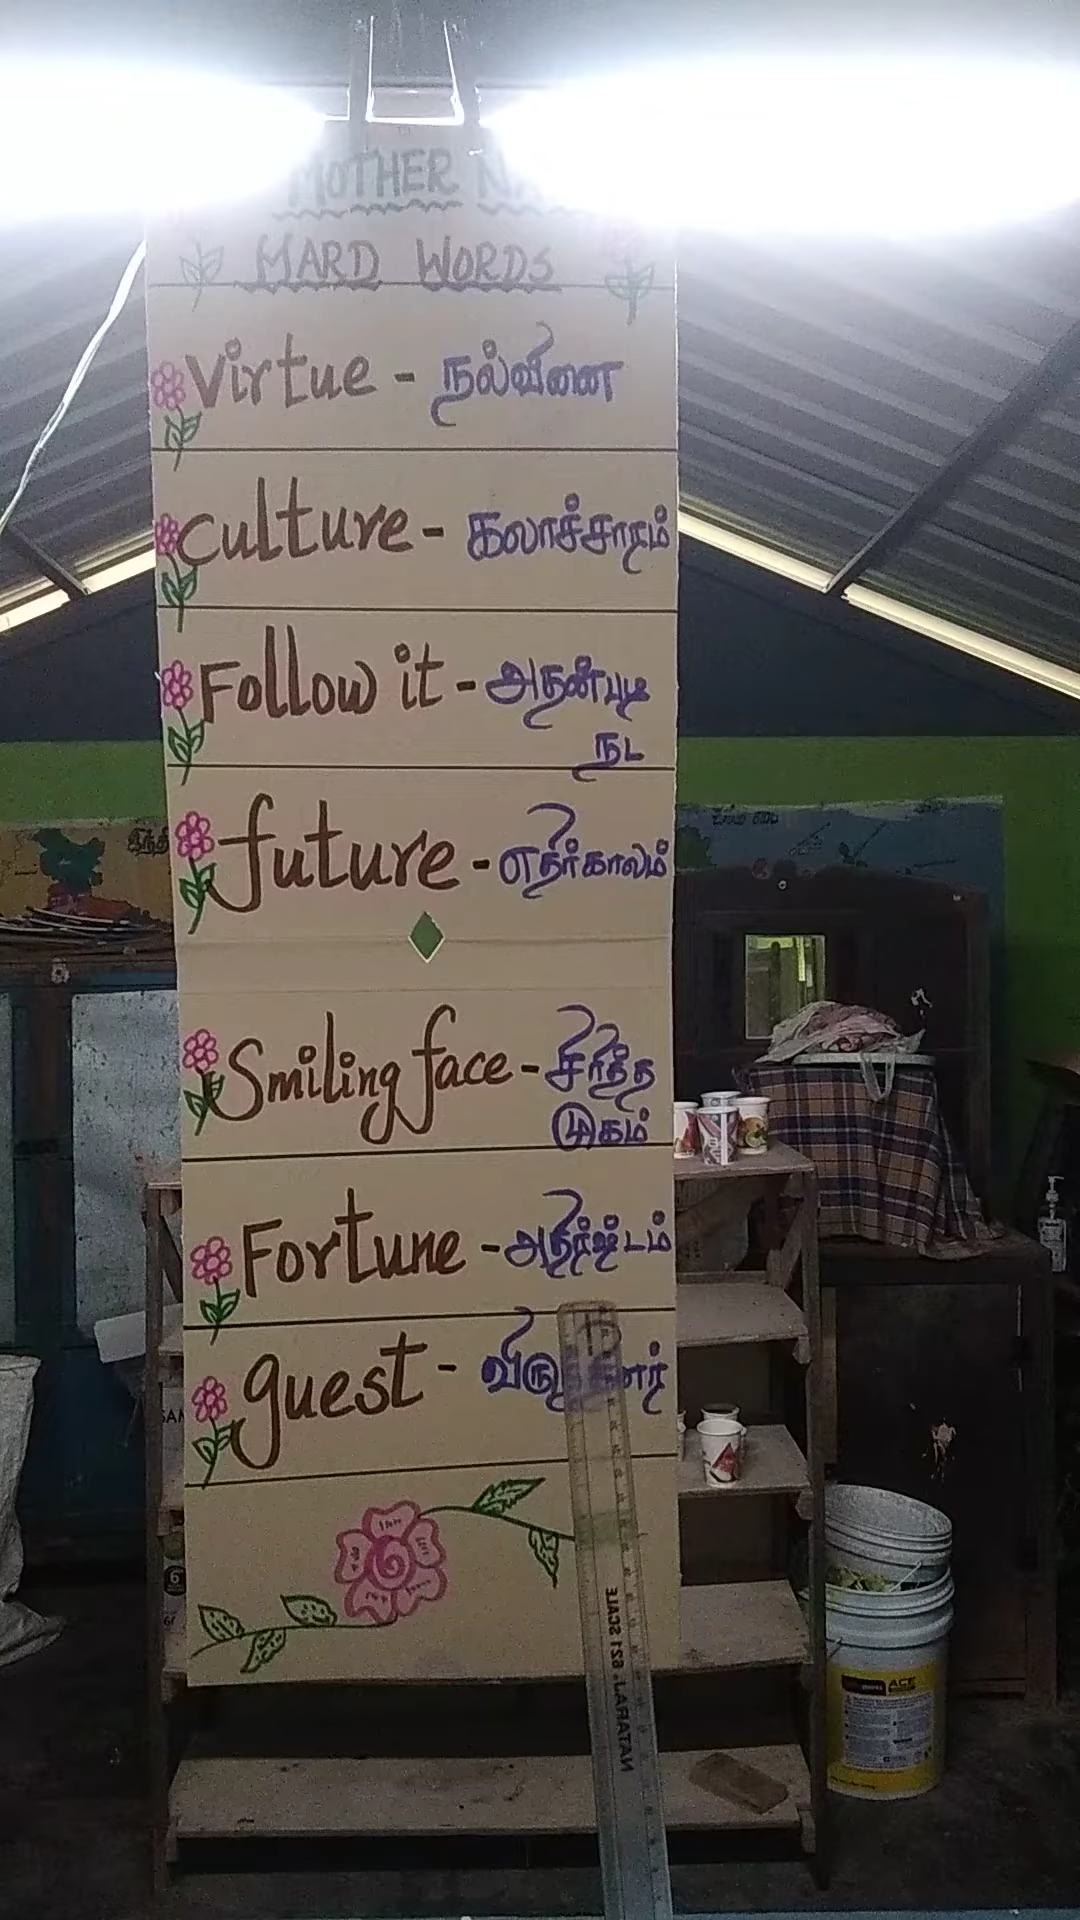 MOTHER
HARD WORDS
Virtue - நல்வினை
Culture - கலாச்சாரம்
Follow it - அதன்படி
நட
future - எதிர்காலம்
Smiling face - சிரித்த
முகம்
Fortune - அதிர்ஷ்டம்
guest -
ACE